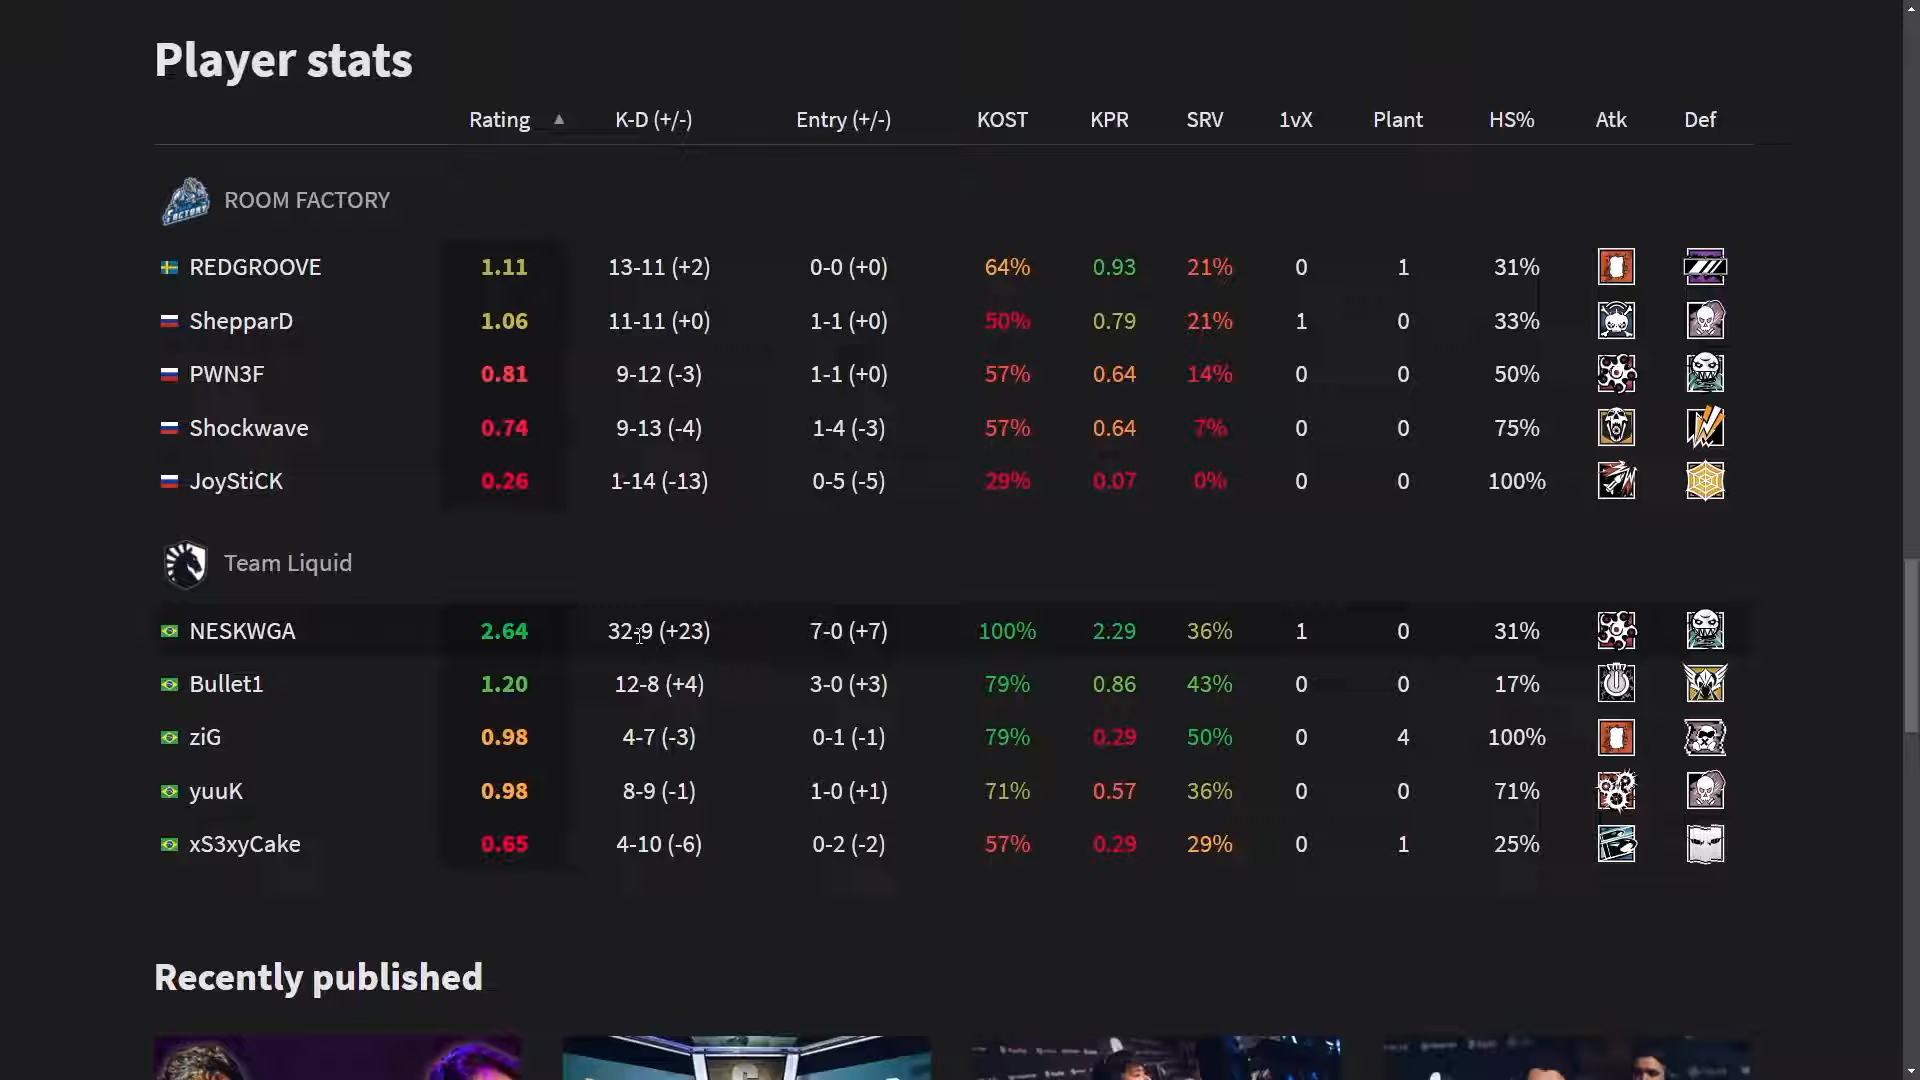 Player stats
Rating ▲ K-D (+/-) Entry (+/-) KOST KPR SRV 1vX Plant HS% Atk Def
FACTORY ROOM FACTORY
REDGROOVE 1.11 13-11 (+2) 0-0 (+0) 64% 0.93 21% 0 1 31%
ShepparD 1.06 11-11 (+0) 1-1 (+0) 50% 0.79 21% 1 0 33%
PWN3F 0.81 9-12 (-3) 1-1 (+0) 57% 0.64 14% 0 0 50%
Shockwave 0.74 9-13 (-4) 1-4 (-3) 57% 0.64 7% 0 0 75%
JoyStiCK 0.26 1-14 (-13) 0-5 (-5) 29% 0.07 0% 0 0 100%
Team Liquid
NESKWGA 2.64 32-9 (+23) 7-0 (+7) 100% 2.29 36% 1 0 31%
Bullet1 1.20 12-8 (+4) 3-0 (+3) 79% 0.86 43% 0 0 17%
ziG 0.98 4-7 (-3) 0-1 (-1) 79% 0.29 50% 0 4 100%
yuuK 0.98 8-9 (-1) 1-0 (+1) 71% 0.57 36% 0 0 71%
xS3xyCake 0.65 4-10 (-6) 0-2 (-2) 57% 0.29 29% 0 1 25%
Recently published